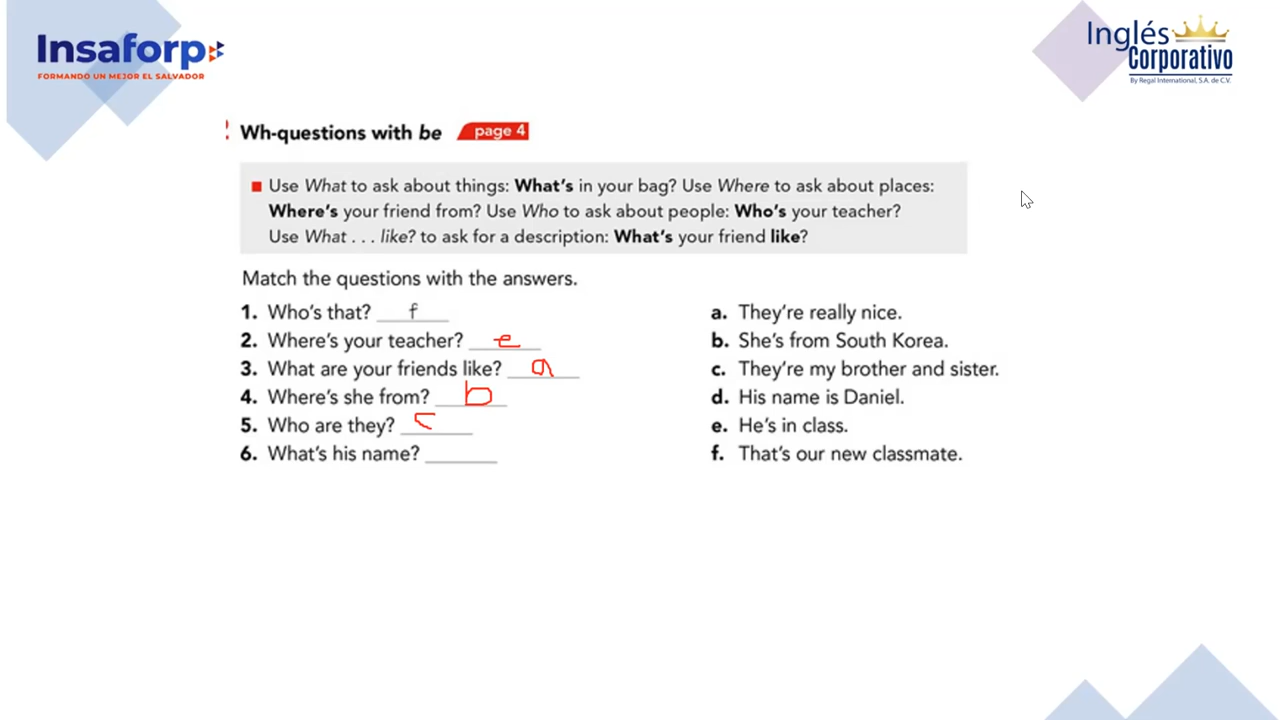 Insaforp
FORMANDO UN MEJOR EL SALVADOR
Inglés
Corporativo
By Regal International, S.A. de C.V.
Wh-questions with be page 4
Use What to ask about things: What's in your bag? Use Where to ask about places:
Where's your friend from? Use Who to ask about people: Who's your teacher?
Use What . . . like? to ask for a description: What's your friend like?
Match the questions with the answers.
1. Who's that? f
2. Where's your teacher? e
3. What are your friends like? a
4. Where's she from? b
5. Who are they? c
6. What's his name?
a. They're really nice.
b. She's from South Korea.
c. They're my brother and sister.
d. His name is Daniel.
e. He's in class.
f. That's our new classmate.